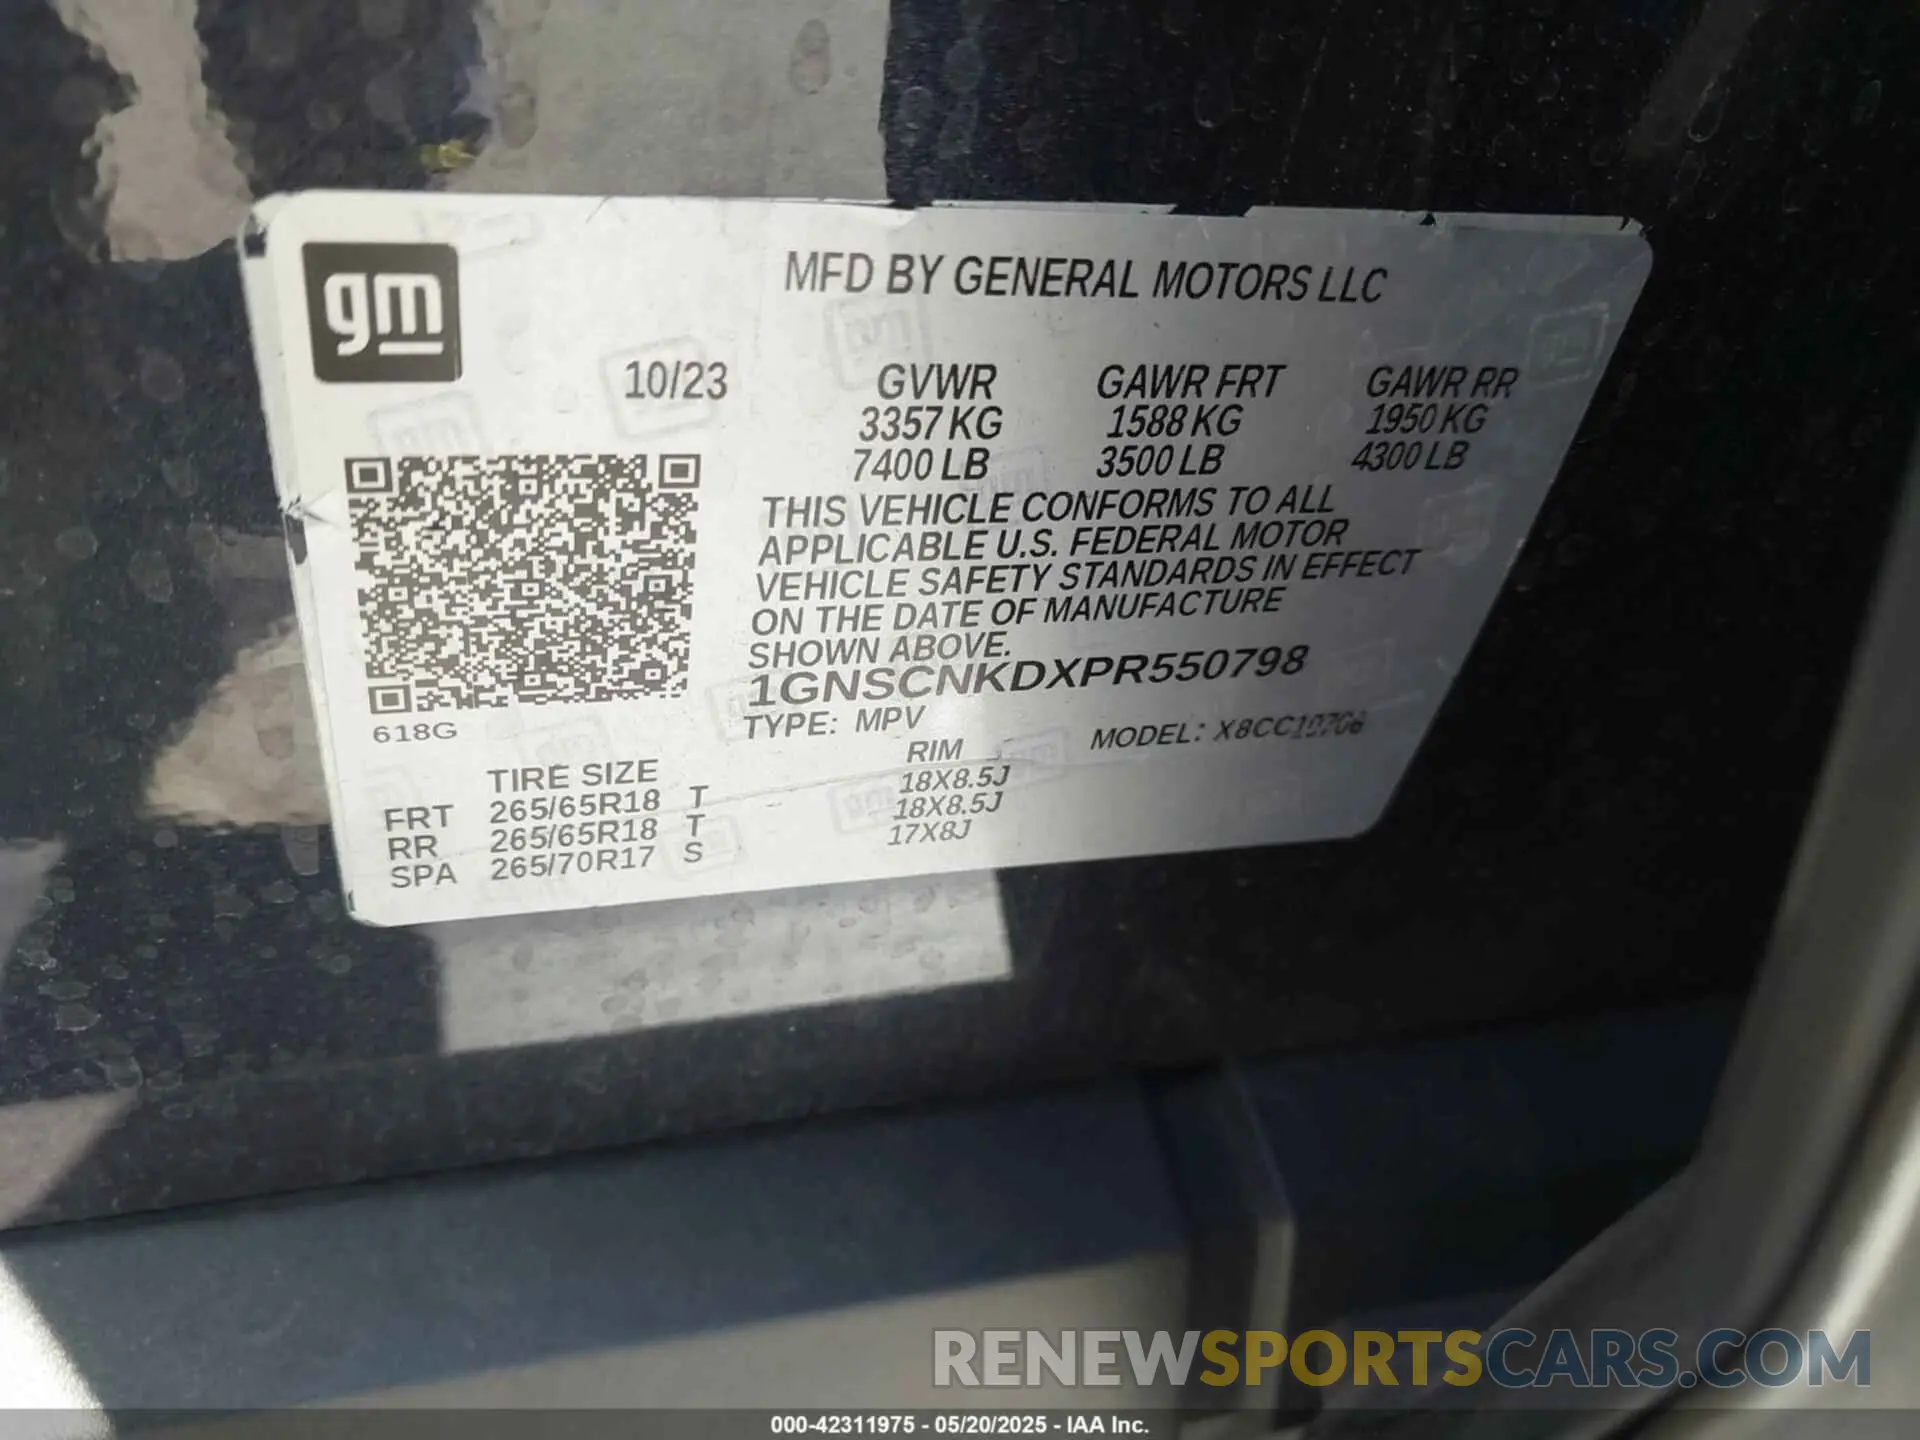 gm
MFD BY GENERAL MOTORS LLC
10/23 GVWR GAWR FRT GAWR RR
3357 KG 1588 KG 1950 KG
7400 LB 3500 LB 4300 LB
THIS VEHICLE CONFORMS TO ALL
APPLICABLE U.S. FEDERAL MOTOR
VEHICLE SAFETY STANDARDS IN EFFECT
ON THE DATE OF MANUFACTURE
SHOWN ABOVE.
1GNSCNKDXPR550798
618G
TYPE: MPV MODEL:
TIRE SIZE RIM
FRT 265/65R18 T 18X8.5J
RR 265/65R18 T 18X8.5J
SPA 265/70R17 S 17X8J
RENEWSPORTSCARS.COM
000-42311975 - 05/20/2025 - IAA Inc.